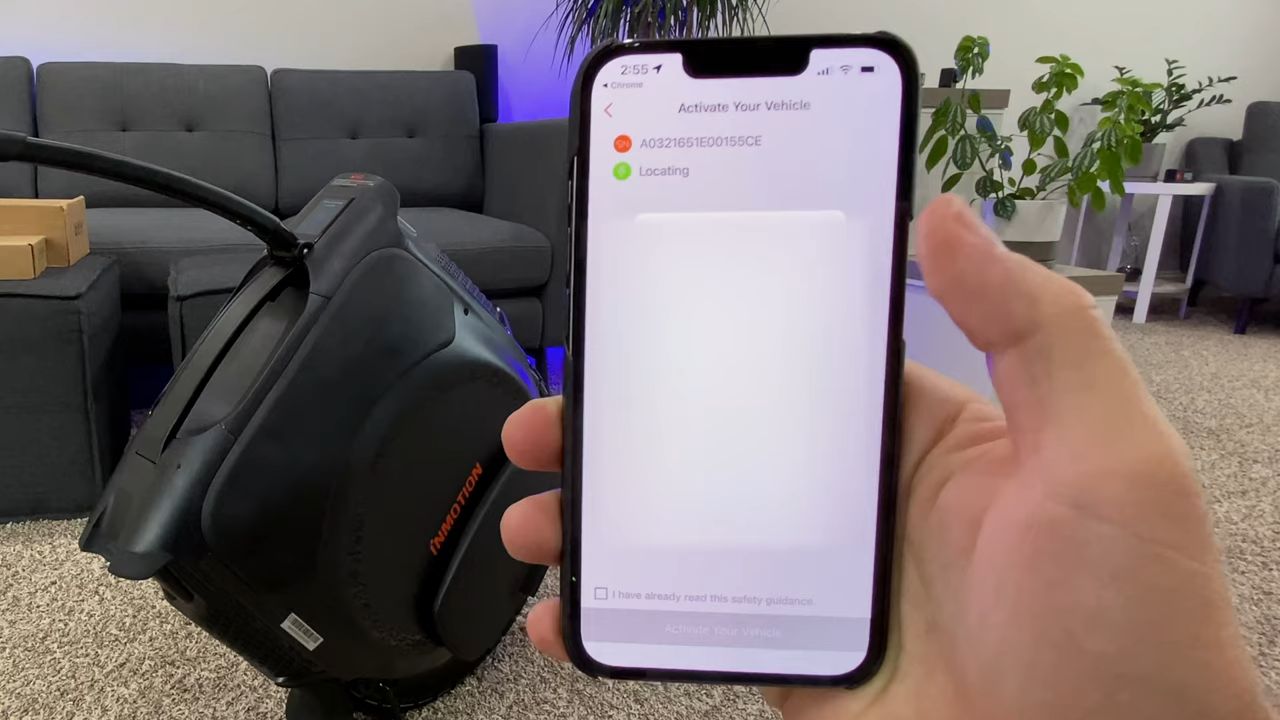 2:55
Chrome
Activate Your Vehicle
SN
A0321651E00155CE
Locating
INMOTION
I have already read this safety guidance.
Activate Your Vehicle